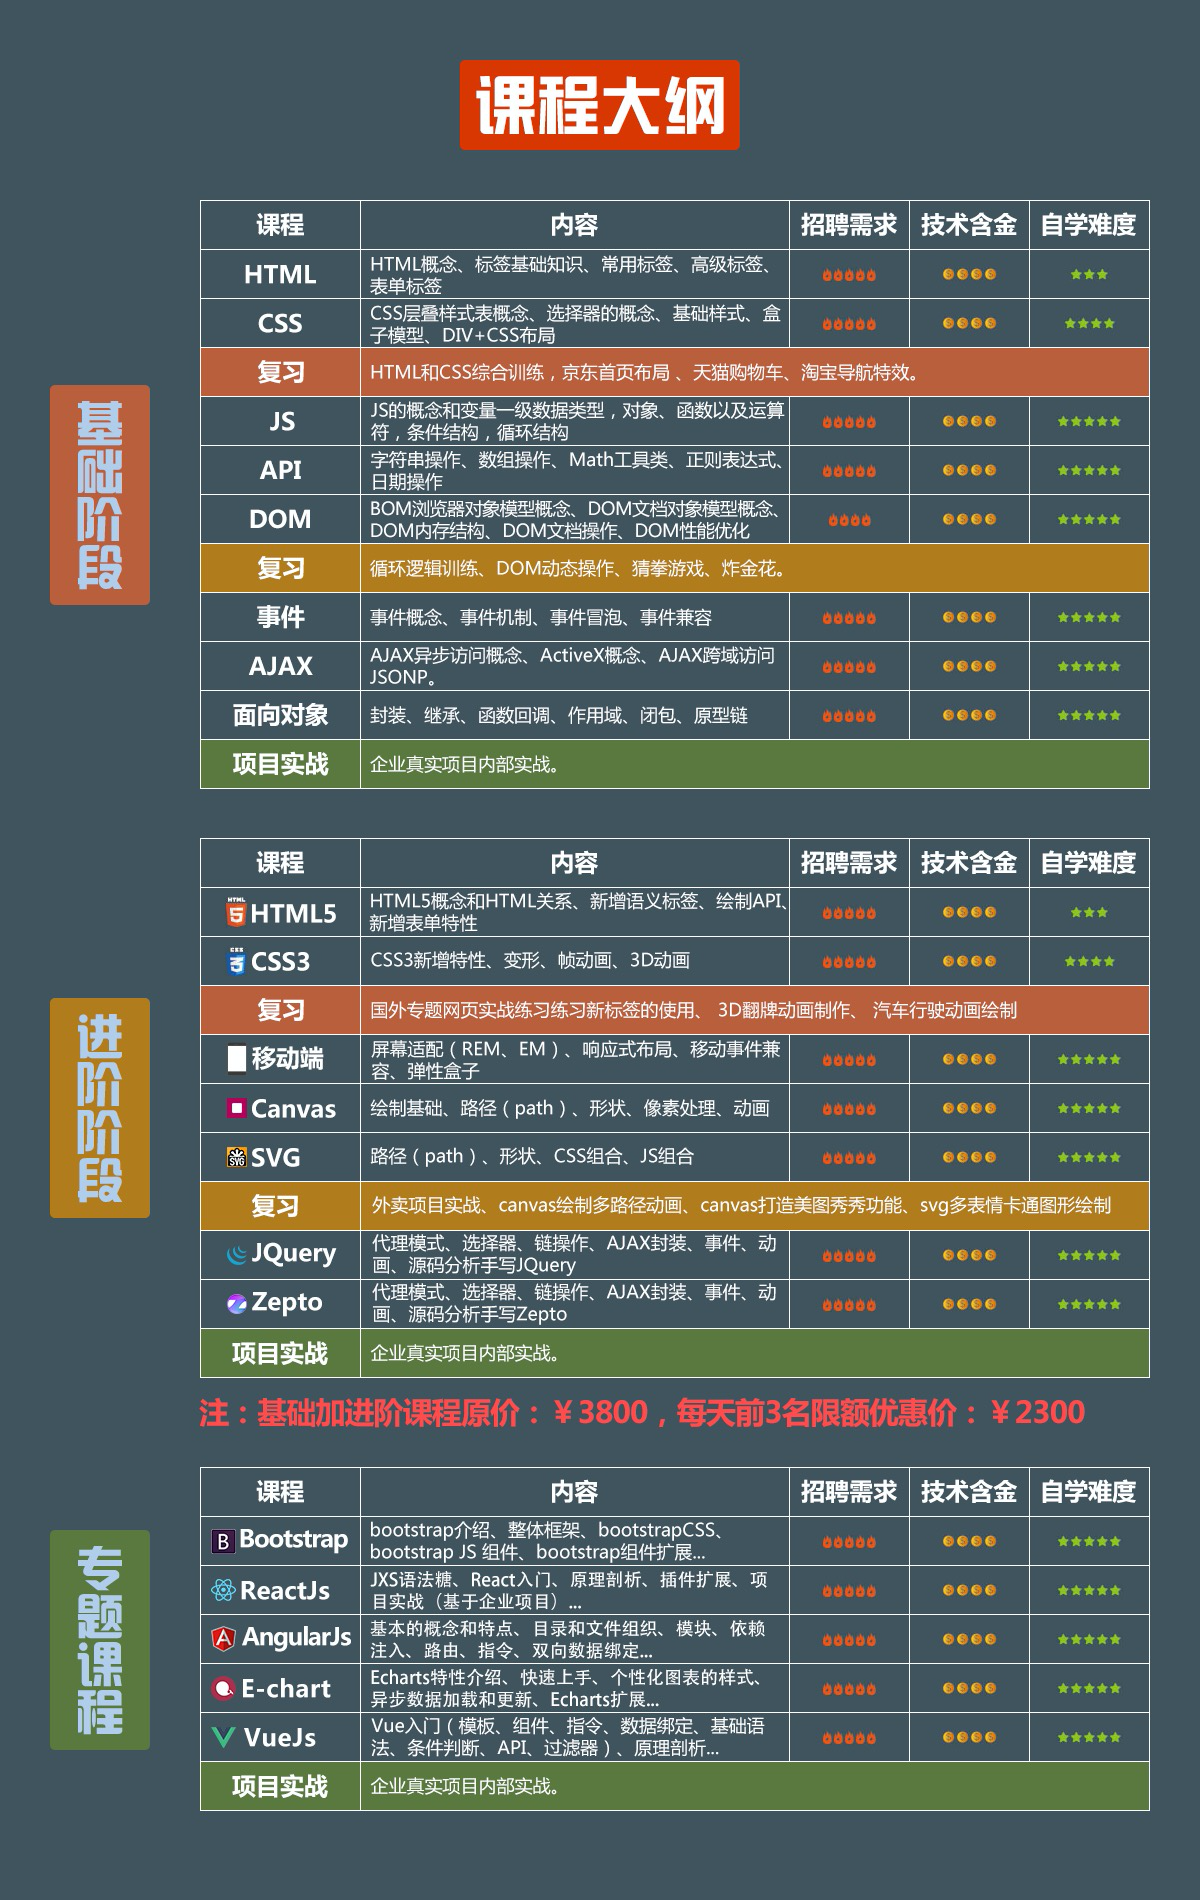 课程大纲
基础阶段
课程 内容 招聘需求 技术含金 自学难度
HTML HTML概念、标签基础知识、常用标签、高级标签、
表单标签
CSS CSS层叠样式表概念、选择器的概念、基础样式、盒
子模型、DIV+CSS布局
复习 HTML和CSS综合训练，京东首页布局 、天猫购物车、淘宝导航特效。
JS JS的概念和变量一级数据类型，对象、函数以及运算
符，条件结构，循环结构
API 字符串操作、数组操作、Math工具类、正则表达式、
日期操作
DOM BOM浏览器对象模型概念、DOM文档对象模型概念、
DOM内存结构、DOM文档操作、DOM性能优化
复习 循环逻辑训练、DOM动态操作、猜拳游戏、炸金花。
事件 事件概念、事件机制、事件冒泡、事件兼容
AJAX AJAX异步访问概念、ActiveX概念、AJAX跨域访问
JSONP。
面向对象 封装、继承、函数回调、作用域、闭包、原型链
项目实战 企业真实项目内部实战。
进阶阶段
课程 内容 招聘需求 技术含金 自学难度
HTML 5 HTML5 HTML5概念和HTML关系、新增语义标签、绘制API、
新增表单特性
CSS 3 CSS3 CSS3新增特性、变形、帧动画、3D动画
复习 国外专题网页实战练习练习新标签的使用、 3D翻牌动画制作、 汽车行驶动画绘制
移动端 屏幕适配（REM、EM）、响应式布局、移动事件兼
容、弹性盒子
Canvas 绘制基础、路径（path）、形状、像素处理、动画
SVG SVG 路径（path）、形状、CSS组合、JS组合
复习 外卖项目实战、canvas绘制多路径动画、canvas打造美图秀秀功能、svg多表情卡通图形绘制
JQuery 代理模式、选择器、链操作、AJAX封装、事件、动
画、源码分析手写JQuery
Zepto 代理模式、选择器、链操作、AJAX封装、事件、动
画、源码分析手写Zepto
项目实战 企业真实项目内部实战。
注：基础加进阶课程原价：￥3800，每天前3名限额优惠价：￥2300
专题课程
课程 内容 招聘需求 技术含金 自学难度
B Bootstrap bootstrap介绍、整体框架、bootstrapCSS、
bootstrap JS 组件、bootstrap组件扩展...
ReactJs JXS语法糖、React入门、原理剖析、插件扩展、项
目实战（基于企业项目）...
A AngularJs 基本的概念和特点、目录和文件组织、模块、依赖
注入、路由、指令、双向数据绑定...
E-chart Echarts特性介绍、快速上手、个性化图表的样式、
异步数据加载和更新、Echarts扩展...
VueJs Vue入门（模板、组件、指令、数据绑定、基础语
法、条件判断、API、过滤器）、原理剖析...
项目实战 企业真实项目内部实战。